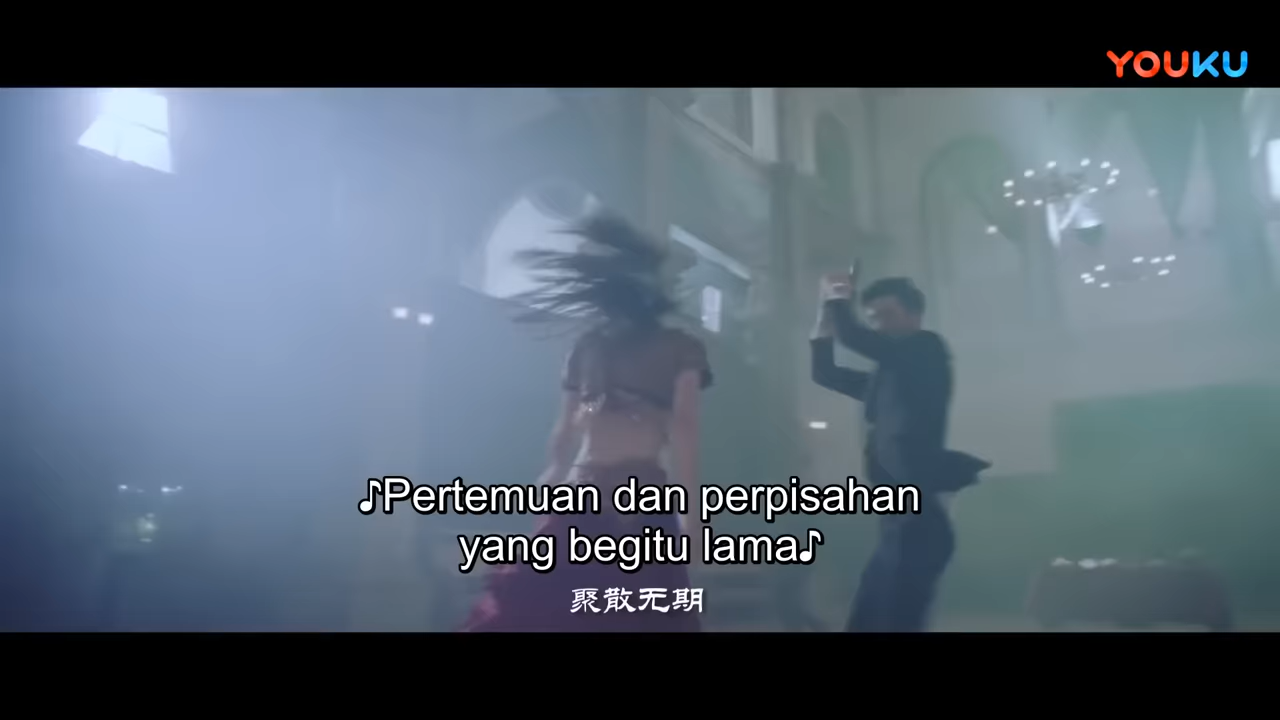 YOUKU
♪Pertemuan dan perpisahan
yang begitu lama♪
聚散无期